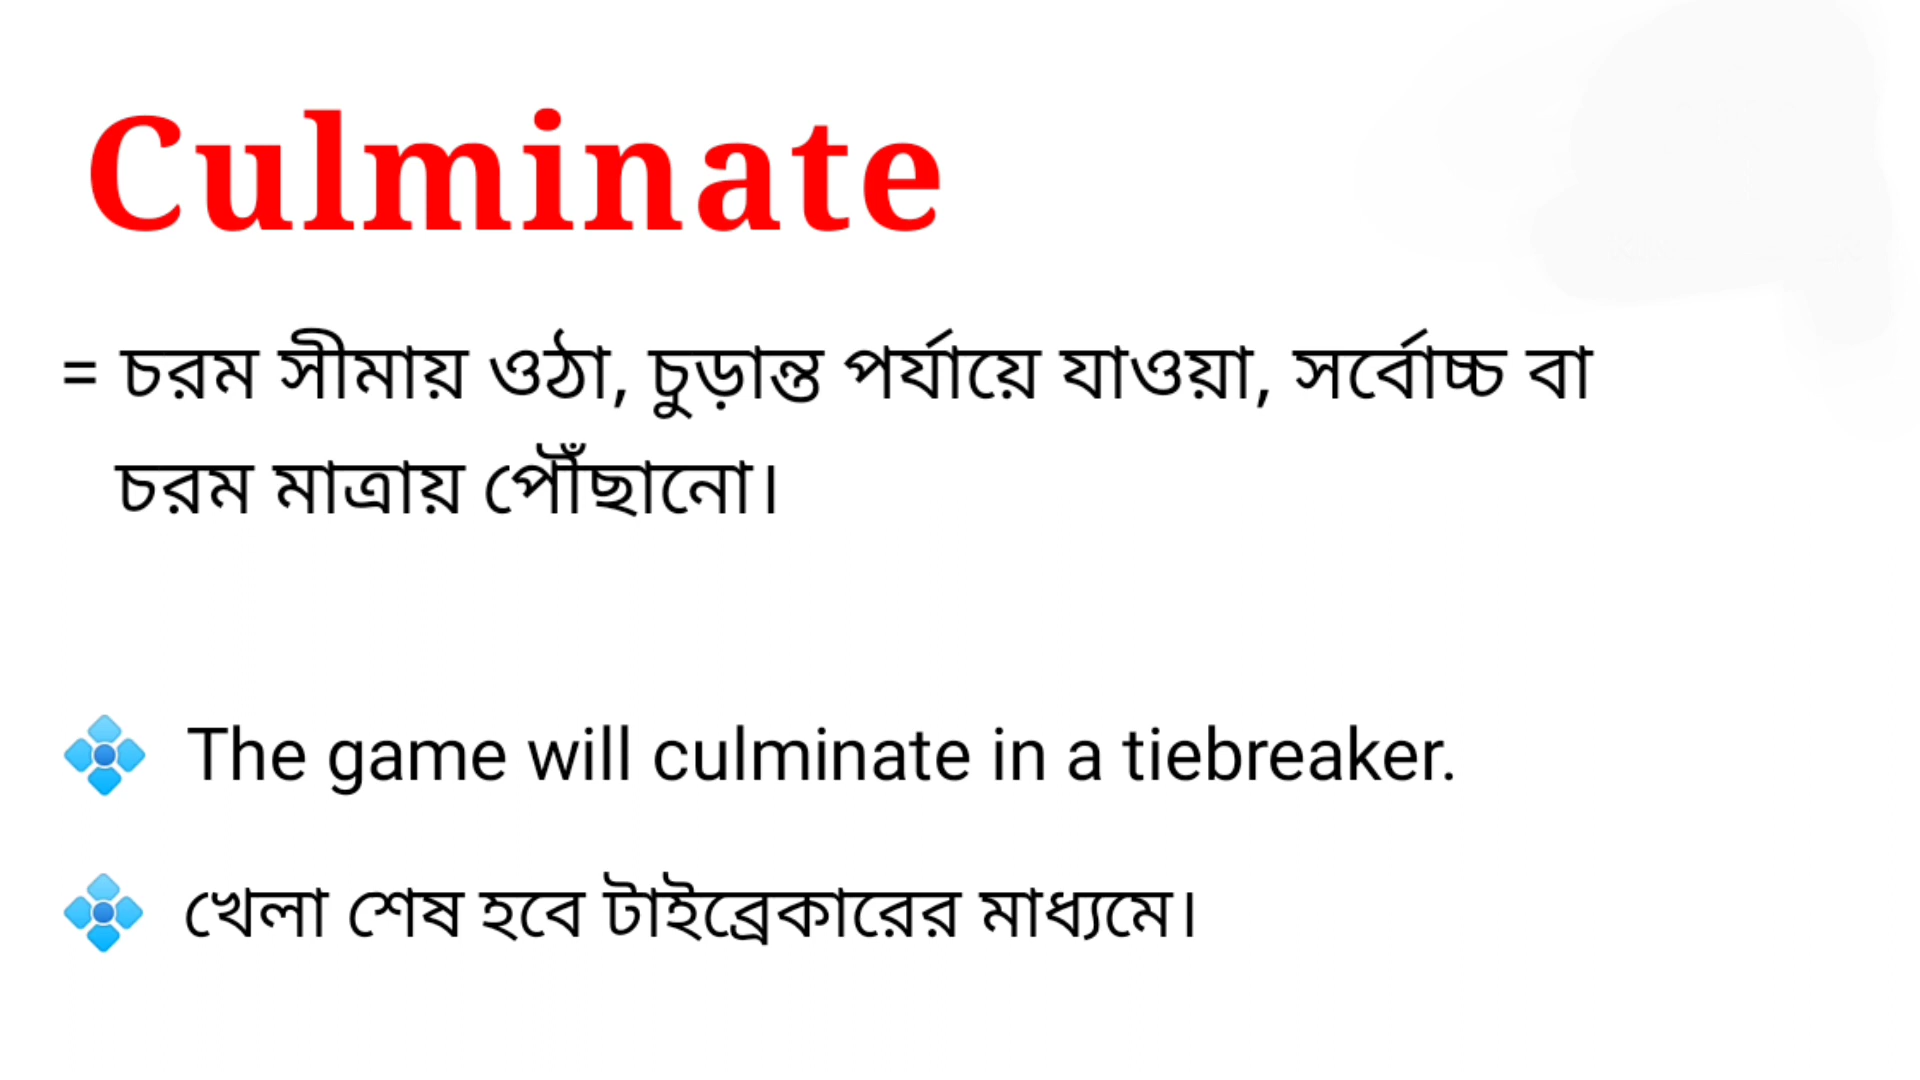 Culminate
= চরম সীমায় ওঠা, চুড়ান্ত পর্যায়ে যাওয়া, সর্বোচ্চ বা
চরম মাত্রায় পৌঁছানো।
The game will culminate in a tiebreaker.
খেলা শেষ হবে টাইব্রেকারের মাধ্যমে।